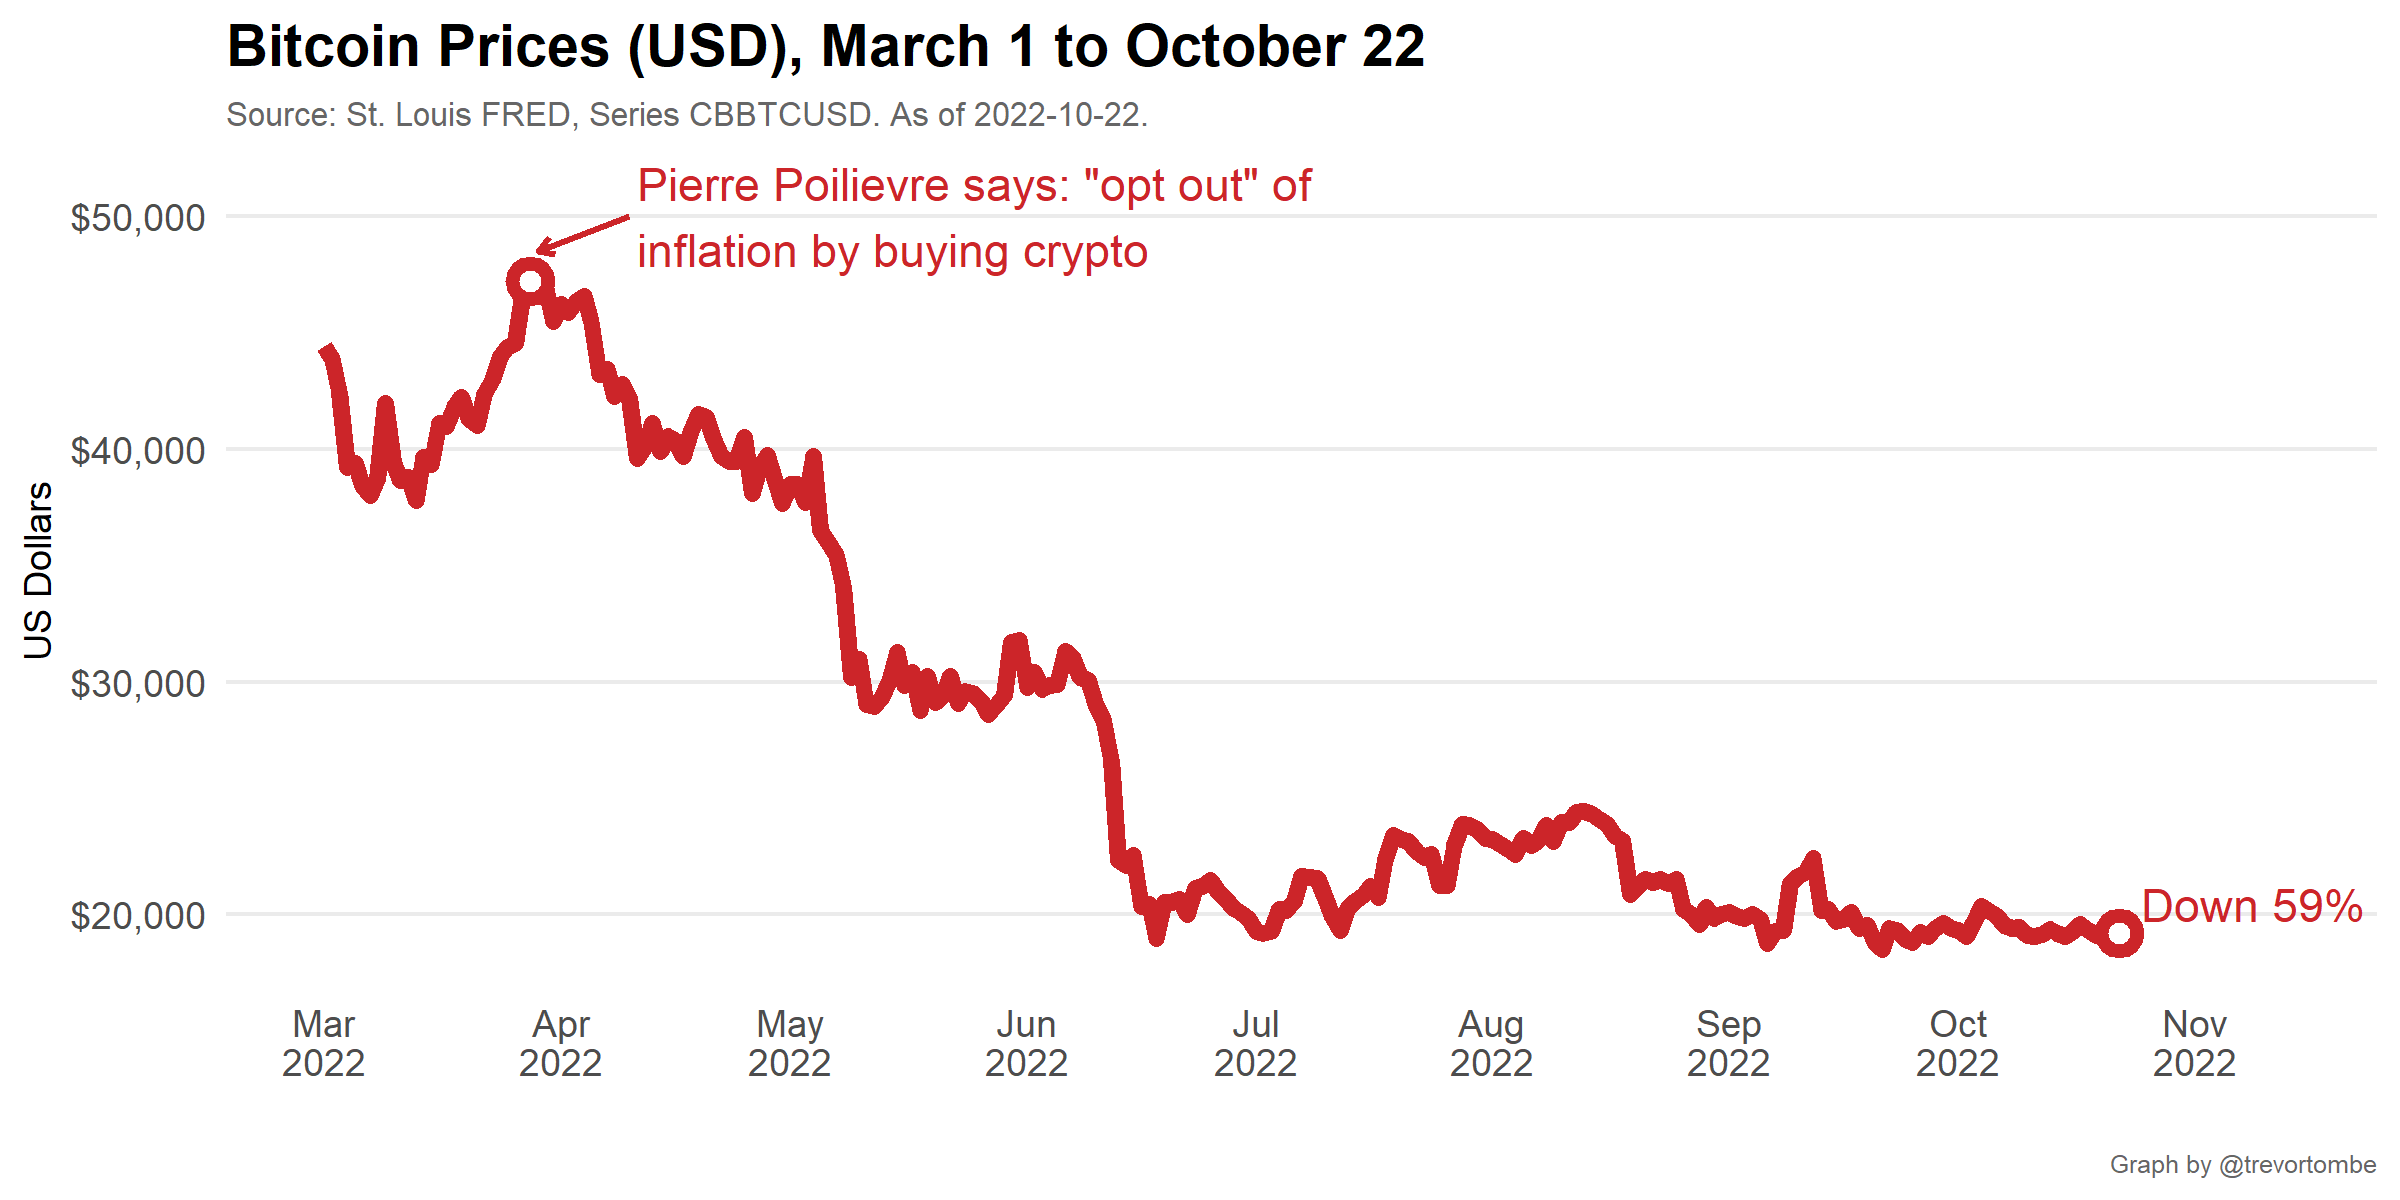 Bitcoin Prices (USD), March 1 to October 22
Source: St. Louis FRED, Series CBBTCUSD. As of 2022-10-22.
Pierre Poilievre says: "opt out" of
inflation by buying crypto
$50,000
$40,000
$30,000
$20,000
US Dollars
Down 59%
Mar Apr May Jun Jul Aug Sep Oct Nov
2022 2022 2022 2022 2022 2022 2022 2022 2022
Graph by @trevortombe